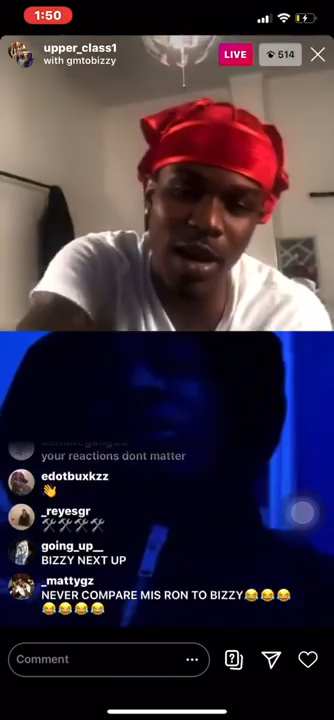 1:50
upper_class1
with gmtobizzy
LIVE
514
your reactions dont matter
edotbuxkzz
👋
_reyesgr
🛠🛠🛠🛠
going_up__
BIZZY NEXT UP
_mattygz
NEVER COMPARE MIS RON TO BIZZY😂😂😂
😂😂😂😂
Comment